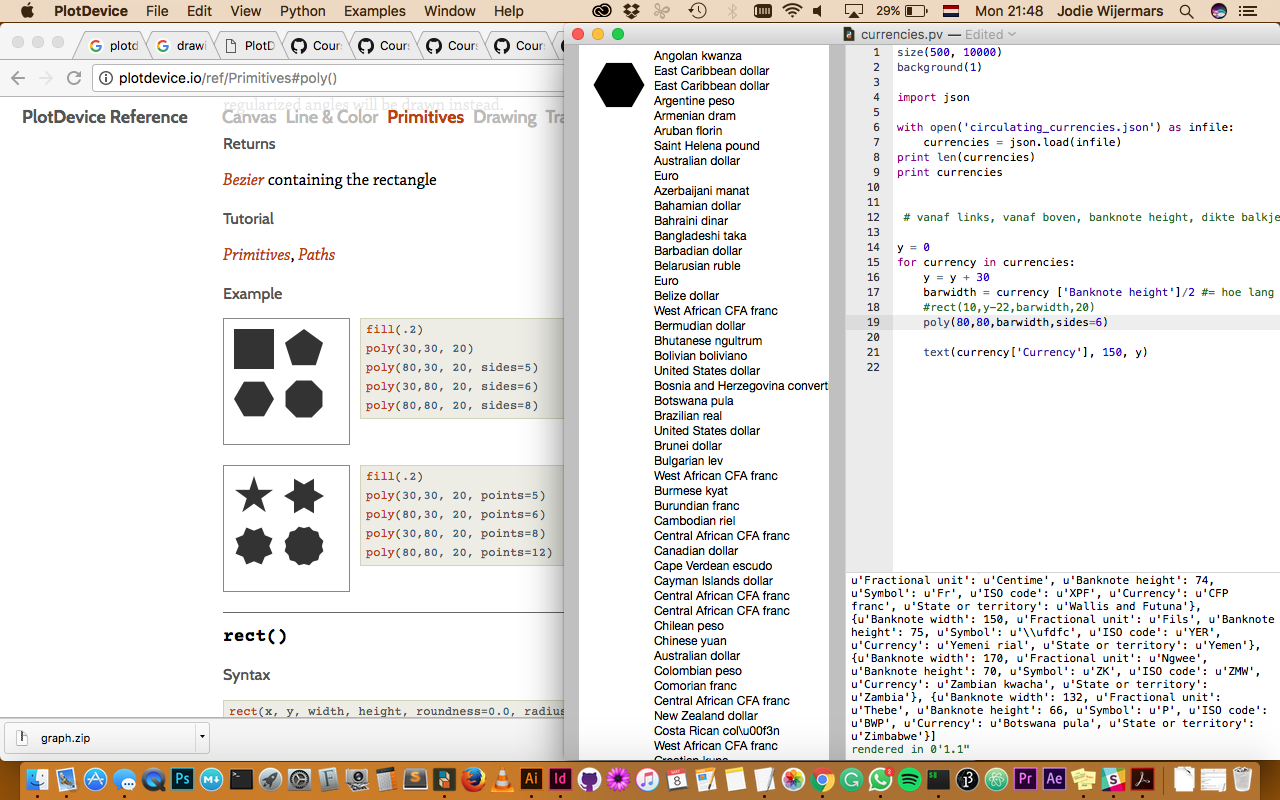 PlotDevice File Edit View Python Examples Window Help 29% Mon 21:48 Jodie Wijermars
plotd drawi PlotD Cours Cours Cours Cours
plotdevice.io/ref/Primitives#poly()
regularized angles will be drawn instead.
PlotDevice Reference
Canvas Line & Color Primitives Drawing Tra
Returns
Bezier containing the rectangle
Tutorial
Primitives, Paths
Example
fill(.2)
poly(30,30, 20)
poly(80,30, 20, sides=5)
poly(30,80, 20, sides=6)
poly(80,80, 20, sides=8)
fill(.2)
poly(30,30, 20, points=5)
poly(80,30, 20, points=6)
poly(30,80, 20, points=8)
poly(80,80, 20, points=12)
rect()
Syntax
rect(x, y, width, height, roundness=0.0, radius
graph.zip
Angolan kwanza
East Caribbean dollar
East Caribbean dollar
Argentine peso
Armenian dram
Aruban florin
Saint Helena pound
Australian dollar
Euro
Azerbaijani manat
Bahamian dollar
Bahraini dinar
Bangladeshi taka
Barbadian dollar
Belarusian ruble
Euro
Belize dollar
West African CFA franc
Bermudian dollar
Bhutanese ngultrum
Bolivian boliviano
United States dollar
Bosnia and Herzegovina convert
Botswana pula
Brazilian real
United States dollar
Brunei dollar
Bulgarian lev
West African CFA franc
Burmese kyat
Burundian franc
Cambodian riel
Central African CFA franc
Canadian dollar
Cape Verdean escudo
Cayman Islands dollar
Central African CFA franc
Central African CFA franc
Chilean peso
Chinese yuan
Australian dollar
Colombian peso
Comorian franc
Central African CFA franc
New Zealand dollar
Costa Rican col\u00f3n
West African CFA franc
Croatian kuna
currencies.pv — Edited
1 size(500, 10000)
2 background(1)
3
4 import json
5
6 with open('circulating_currencies.json') as infile:
7 currencies = json.load(infile)
8 print len(currencies)
9 print currencies
10
11
12 # vanaf links, vanaf boven, banknote height, dikte balkje
13
14 y = 0
15 for currency in currencies:
16 y = y + 30
17 barwidth = currency ['Banknote height']/2 #= hoe lang
18 #rect(10,y-22,barwidth,20)
19 poly(80,80,barwidth,sides=6)
20
21 text(currency['Currency'], 150, y)
22
u'Fractional unit': u'Centime', u'Banknote height': 74,
u'Symbol': u'Fr', u'ISO code': u'XPF', u'Currency': u'CFP
franc', u'State or territory': u'Wallis and Futuna'},
{u'Banknote width': 150, u'Fractional unit': u'Fils', u'Banknote
height': 75, u'Symbol': u'\\ufdfc', u'ISO code': u'YER',
u'Currency': u'Yemeni rial', u'State or territory': u'Yemen'},
{u'Banknote width': 170, u'Fractional unit': u'Ngwee',
u'Banknote height': 70, u'Symbol': u'ZK', u'ISO code': u'ZMW',
u'Currency': u'Zambian kwacha', u'State or territory':
u'Zambia'}, {u'Banknote width': 132, u'Fractional unit':
u'Thebe', u'Banknote height': 66, u'Symbol': u'P', u'ISO code':
u'BWP', u'Currency': u'Botswana pula', u'State or territory':
u'Zimbabwe'}]
rendered in 0'1.1"
Ps M Ai Id 8 Pr Ae